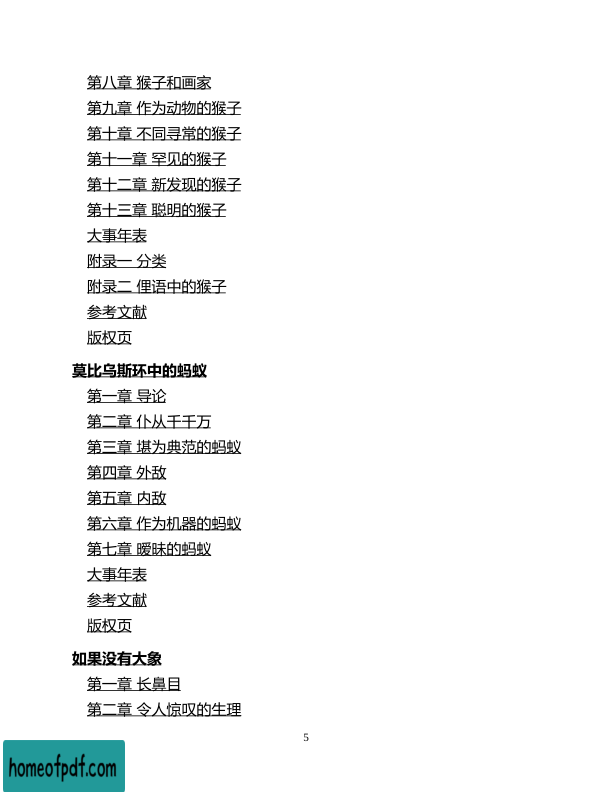 第八章 猴子和画家
第九章 作为动物的猴子
第十章 不同寻常的猴子
第十一章 罕见的猴子
第十二章 新发现的猴子
第十三章 聪明的猴子
大事年表
附录一 分类
附录二 俚语中的猴子
参考文献
版权页
莫比乌斯环中的蚂蚁
第一章 导论
第二章 仆从千千万
第三章 堪为典范的蚂蚁
第四章 外敌
第五章 内敌
第六章 作为机器的蚂蚁
第七章 暧昧的蚂蚁
大事年表
参考文献
版权页
如果没有大象
第一章 长鼻目
第二章 令人惊叹的生理
5
homeofpdf.com